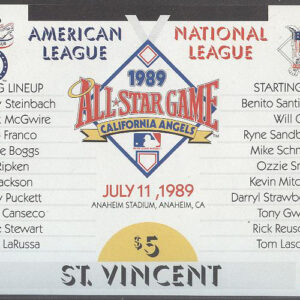 AMERICAN LEAGUE
NATIONAL LEAGUE
1989
ALL-STAR GAME
CALIFORNIA ANGELS
JULY 11, 1989
ANAHEIM STADIUM, ANAHEIM, CA
LINEUP
Steinbach
McGwire
Franco
Boggs
Ripken
Jackson
Puckett
Canseco
Stewart
LaRussa
STARTING
Benito Santi
Will C
Ryne Sandb
Mike Schm
Ozzie Sm
Kevin Mitc
Darryl Strawb
Tony Gw
Rick Reusc
Tom Lasc
$5
ST. VINCENT